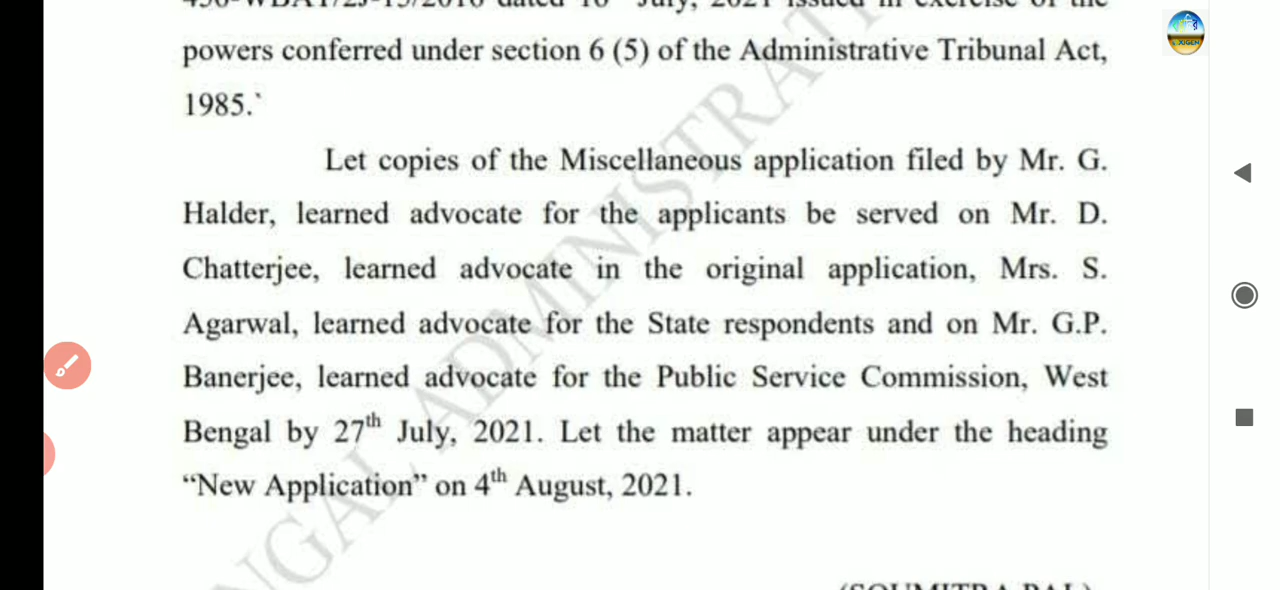 powers conferred under section 6 (5) of the Administrative Tribunal Act,
1985.`
Let copies of the Miscellaneous application filed by Mr. G.
Halder, learned advocate for the applicants be served on Mr. D.
Chatterjee, learned advocate in the original application, Mrs. S.
Agarwal, learned advocate for the State respondents and on Mr. G.P.
Banerjee, learned advocate for the Public Service Commission, West
Bengal by 27th July, 2021. Let the matter appear under the heading
“New Application” on 4th August, 2021.